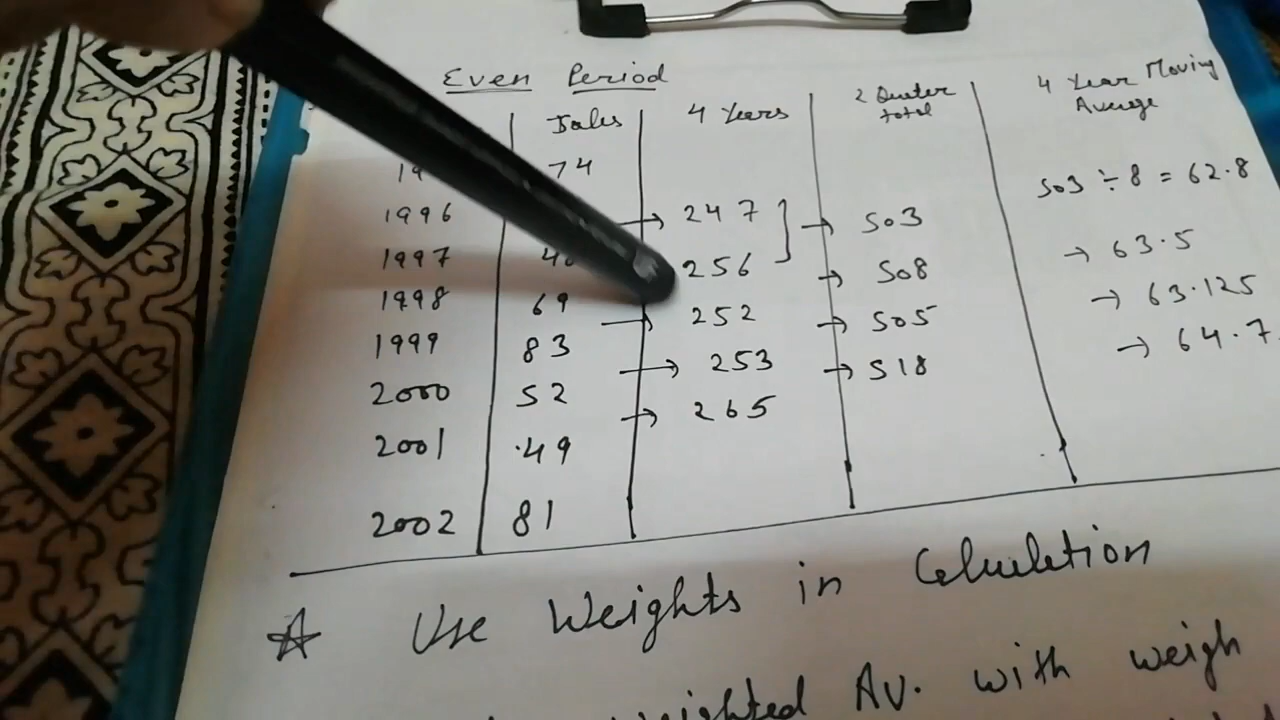 Even Period
Sales 4 Years 2 Quater total 4 Year Moving Average
74
1996 → 247 → 503 503 ÷ 8 = 62.8
1997 256 → 508 → 63.5
1998 69 → 252 → 505 → 63.125
1999 83 → 253 → 518 → 64.7
2000 52 → 265
2001 49
2002 81
☆ Use Weights in Calculation
Av. with weigh